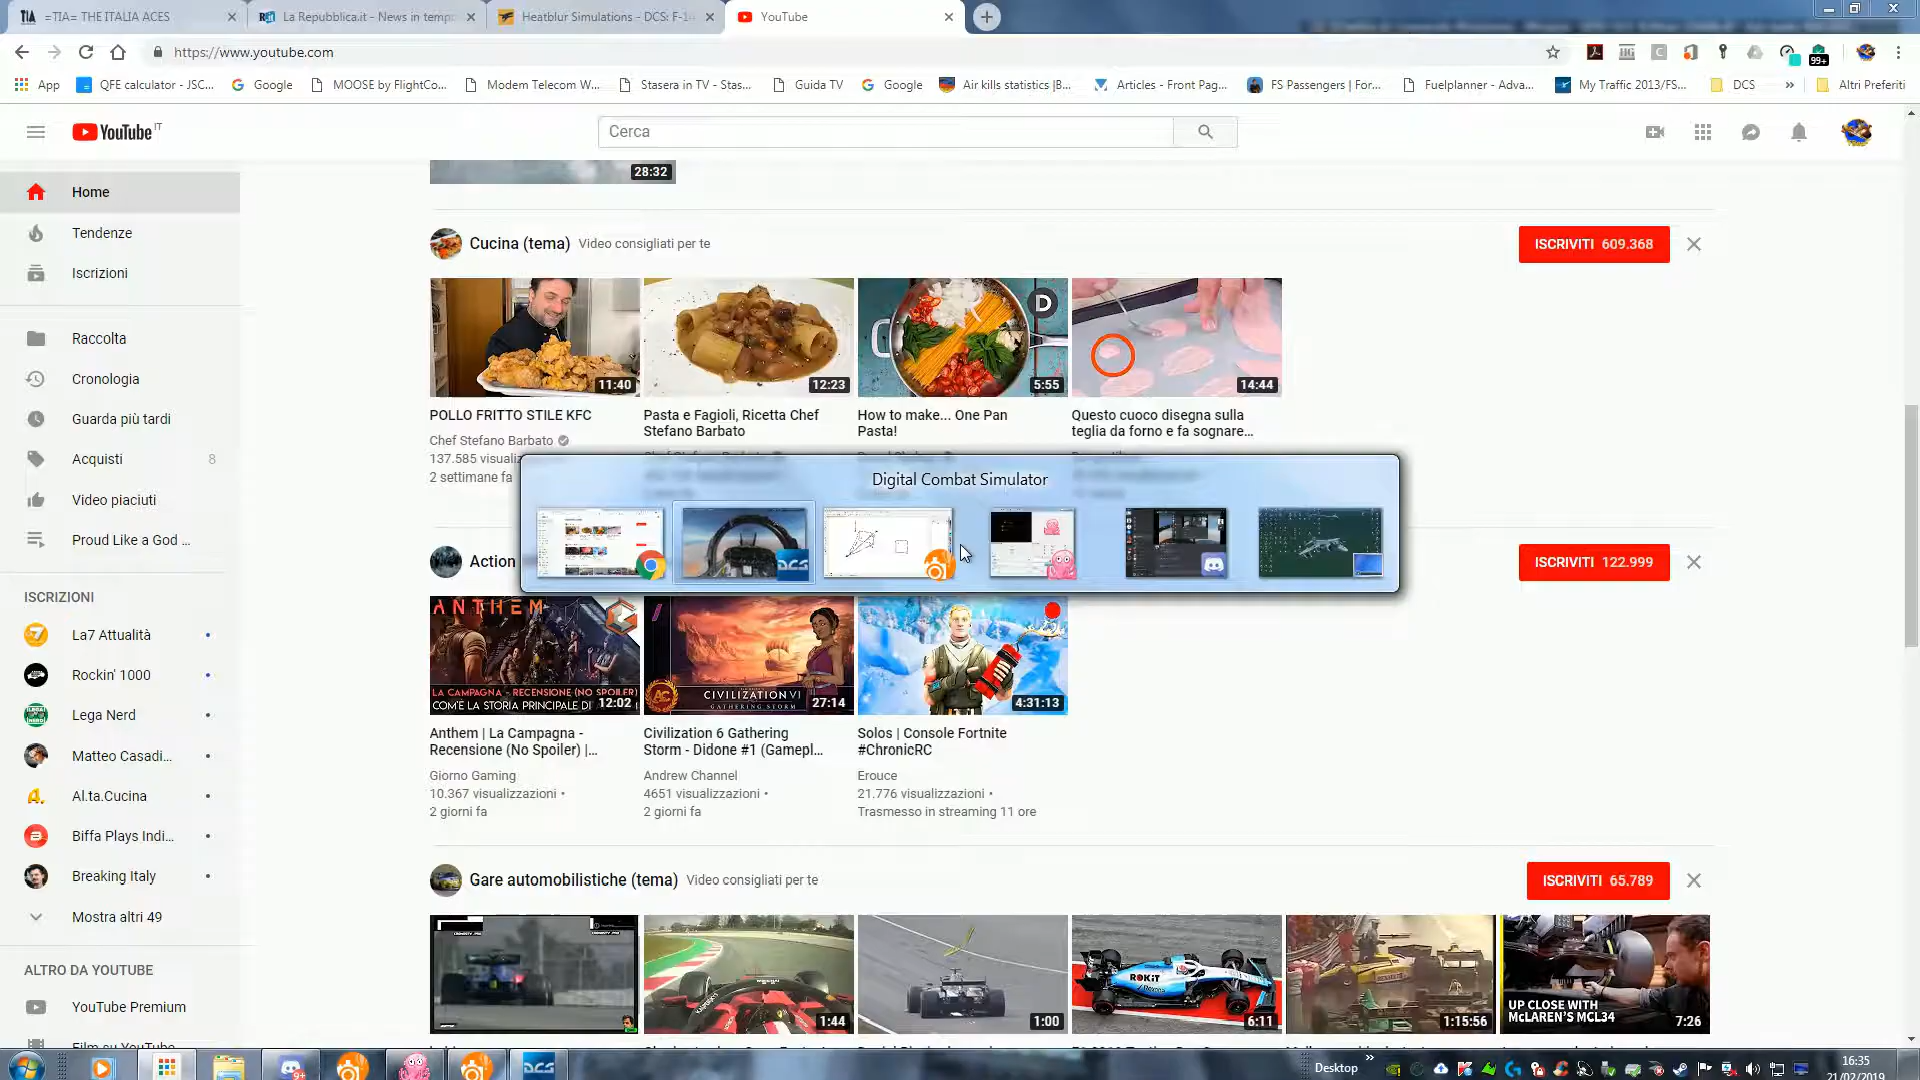 =TIA= THE ITALIA ACES
La Repubblica.it - News in temp
Heatblur Simulations - DCS: F-1
YouTube
https://www.youtube.com
99+
App
QFE calculator - JSC...
Google
MOOSE by FlightCo...
Modem Telecom W...
Stasera in TV - Stas...
Guida TV
Google
Air kills statistics |B...
Articles - Front Pag...
FS Passengers | For...
Fuelplanner - Adva...
My Traffic 2013/FS...
DCS
»
Altri Preferiti
YouTube IT
Cerca
Home
Tendenze
Iscrizioni
Raccolta
Cronologia
Guarda più tardi
Acquisti 8
Video piaciuti
Proud Like a God ...
ISCRIZIONI
La7 Attualità
Rockin' 1000
Lega Nerd
Matteo Casadi...
Al.ta.Cucina
Biffa Plays Indi...
Breaking Italy
Mostra altri 49
ALTRO DA YOUTUBE
YouTube Premium
Film su YouTube
28:32
Cucina (tema) Video consigliati per te
ISCRIVITI 609.368
11:40
12:23
5:55
14:44
POLLO FRITTO STILE KFC
Chef Stefano Barbato
137.585 visualiz
2 settimane fa
Pasta e Fagioli, Ricetta Chef
Stefano Barbato
How to make... One Pan
Pasta!
Questo cuoco disegna sulla
teglia da forno e fa sognare...
Digital Combat Simulator
DCS
Action
ISCRIVITI 122.999
ANTHEM
LA CAMPAGNA - RECENSIONE (NO SPOILER)
COM'È LA STORIA PRINCIPALE DI
12:02
CIVILIZATION VI
GATHERING STORM
27:14
4:31:13
Anthem | La Campagna -
Recensione (No Spoiler) |...
Giorno Gaming
10.367 visualizzazioni •
2 giorni fa
Civilization 6 Gathering
Storm - Didone #1 (Gamepl...
Andrew Channel
4651 visualizzazioni •
2 giorni fa
Solos | Console Fortnite
#ChronicRC
Erouce
21.776 visualizzazioni •
Trasmesso in streaming 11 ore
Gare automobilistiche (tema) Video consigliati per te
ISCRIVITI 65.789
1:44
1:00
ROKiT
6:11
1:15:56
UP CLOSE WITH
McLAREN'S MCL34
7:26
9+
DCS
Desktop
»
16:35
21/02/2019